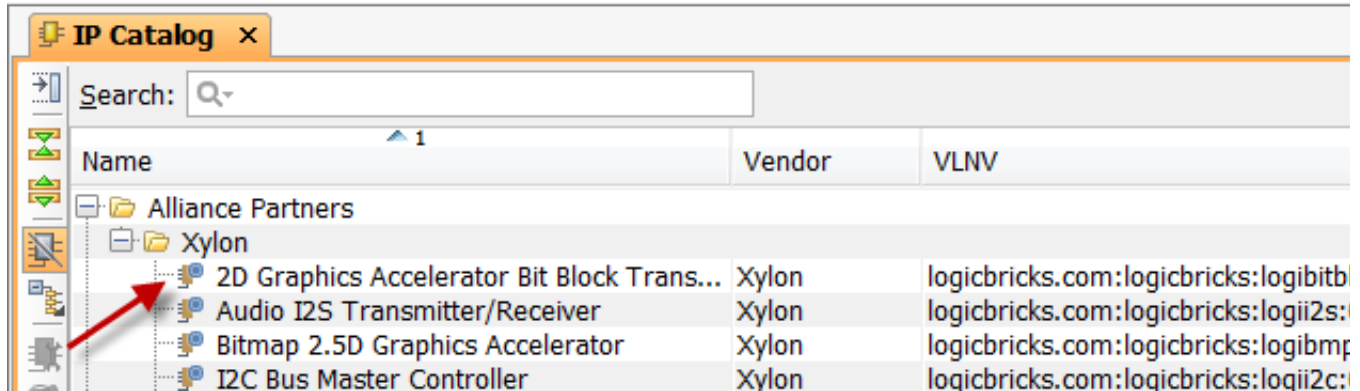 IP Catalog ×
Search:
1
Name Vendor VLNV
Alliance Partners
Xylon
2D Graphics Accelerator Bit Block Trans... Xylon logicbricks.com:logicbricks:logibitbl
Audio I2S Transmitter/Receiver Xylon logicbricks.com:logicbricks:logii2s:
Bitmap 2.5D Graphics Accelerator Xylon logicbricks.com:logicbricks:logibmp
I2C Bus Master Controller Xylon logicbricks.com:logicbricks:logii2c: